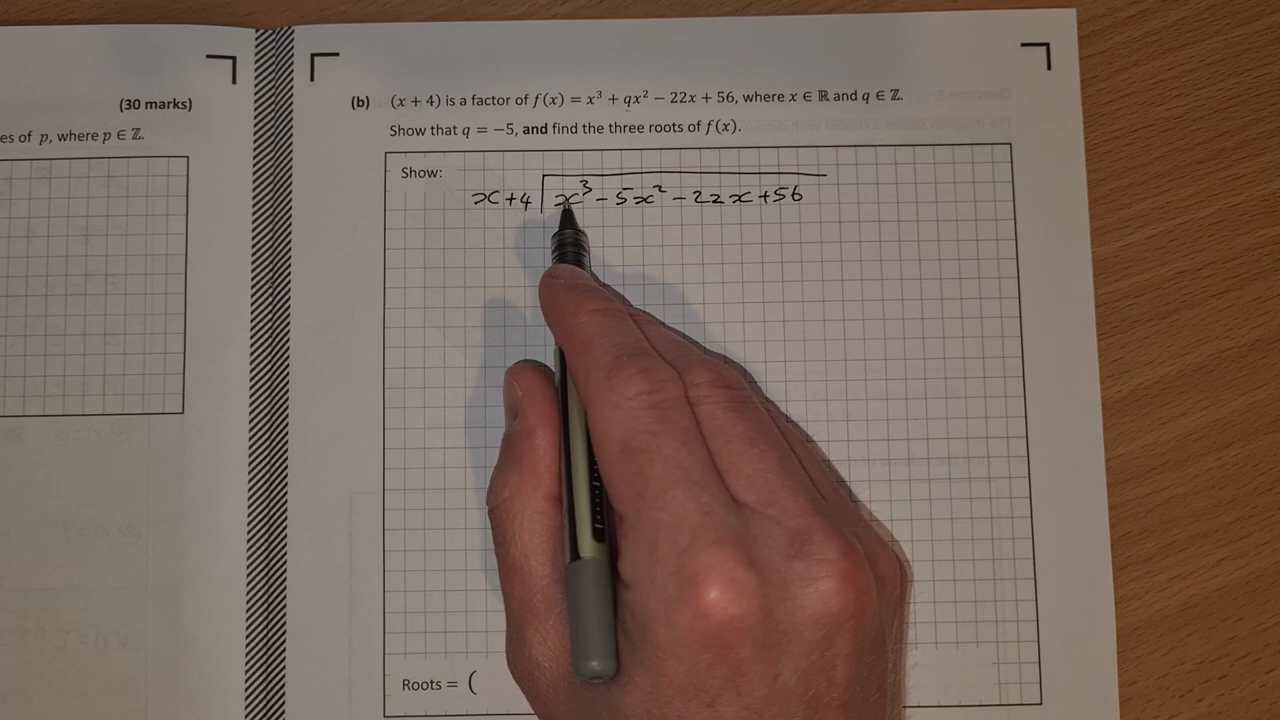 (30 marks)
es of p, where p ∈ ℤ.
(b) (x + 4) is a factor of f(x) = x³ + qx² − 22x + 56, where x ∈ ℝ and q ∈ ℤ.
Show that q = −5, and find the three roots of f(x).
Show:
x+4 x³ − 5x² − 22x + 56
Roots = (